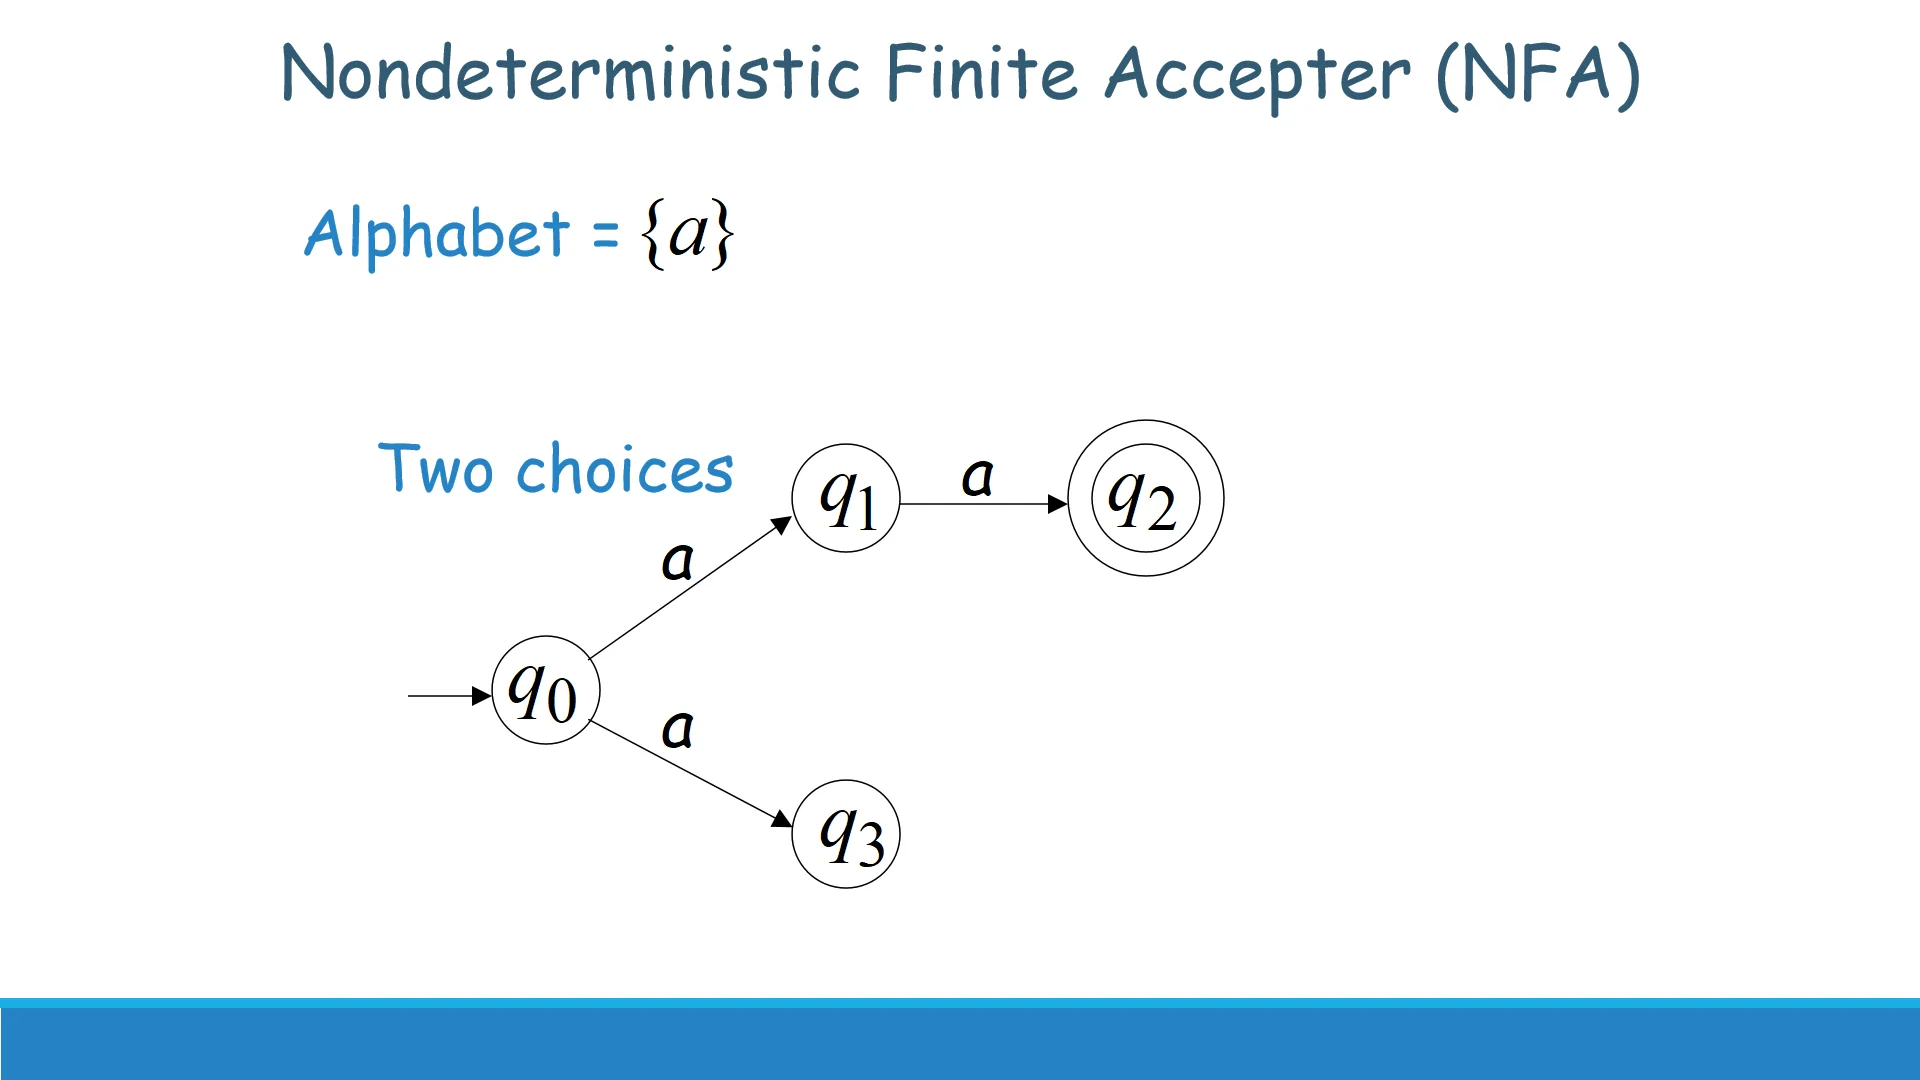 Nondeterministic Finite Accepter (NFA)
Alphabet = {a}
Two choices
q1
a
q2
a
q0
a
q3